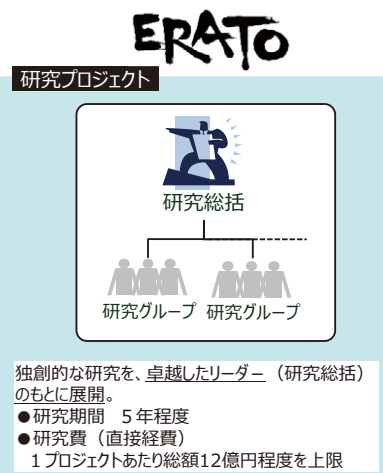 ERATO
研究プロジェクト
研究総括
研究グループ 研究グループ
独創的な研究を、卓越したリーダー（研究総括）
のもとに展開。
●研究期間　５年程度
●研究費（直接経費）
１プロジェクトあたり総額12億円程度を上限